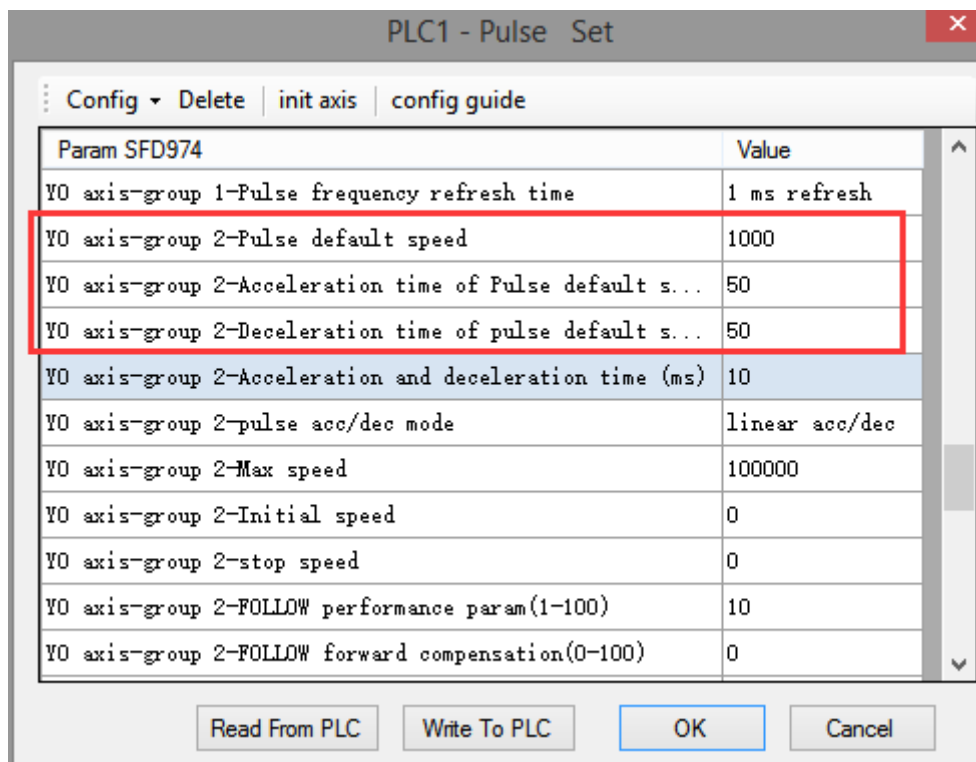 PLC1 - Pulse Set
Config Delete init axis config guide
Param SFD974 Value
Y0 axis-group 1-Pulse frequency refresh time 1 ms refresh
Y0 axis-group 2-Pulse default speed 1000
Y0 axis-group 2-Acceleration time of Pulse default s... 50
Y0 axis-group 2-Deceleration time of pulse default s... 50
Y0 axis-group 2-Acceleration and deceleration time (ms) 10
Y0 axis-group 2-pulse acc/dec mode linear acc/dec
Y0 axis-group 2-Max speed 100000
Y0 axis-group 2-Initial speed 0
Y0 axis-group 2-stop speed 0
Y0 axis-group 2-FOLLOW performance param(1-100) 10
Y0 axis-group 2-FOLLOW forward compensation(0-100) 0
Read From PLC Write To PLC OK Cancel